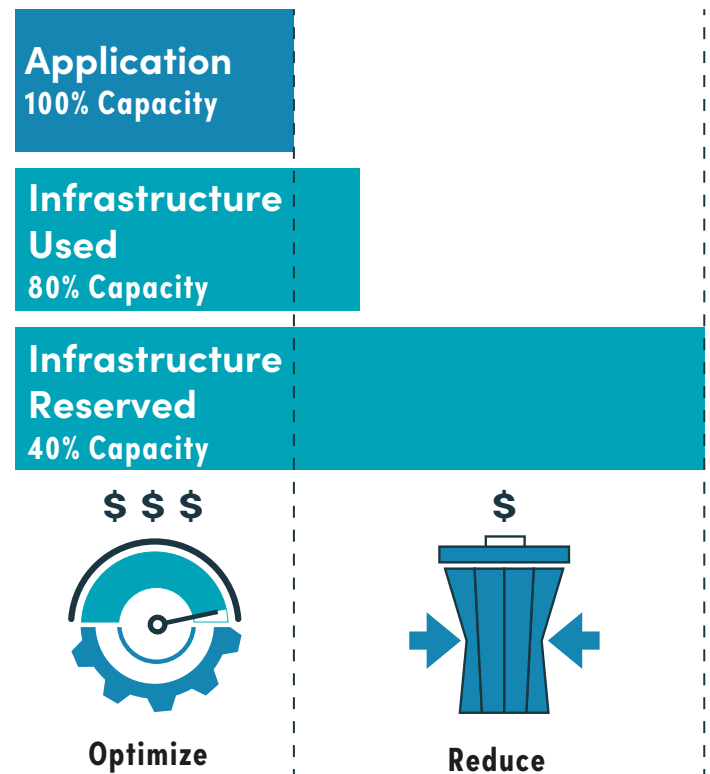 Application
100% Capacity
Infrastructure
Used
80% Capacity
Infrastructure
Reserved
40% Capacity
$ $ $
$
Optimize
Reduce